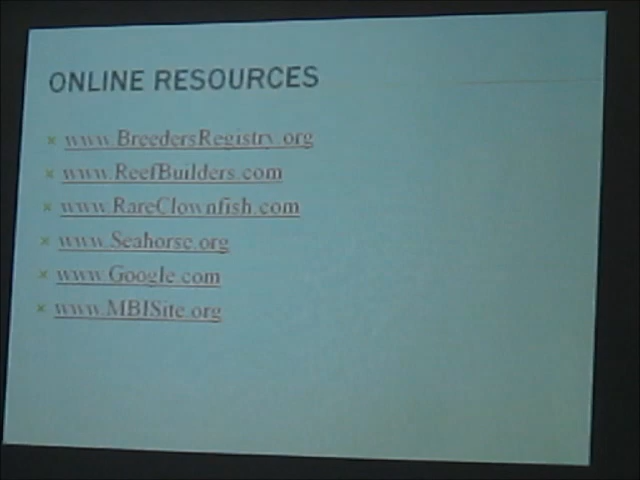 ONLINE RESOURCES
www.BreedersRegistry.org
www.ReefBuilders.com
www.RareClownfish.com
www.Seahorse.org
www.Google.com
www.MBISite.org